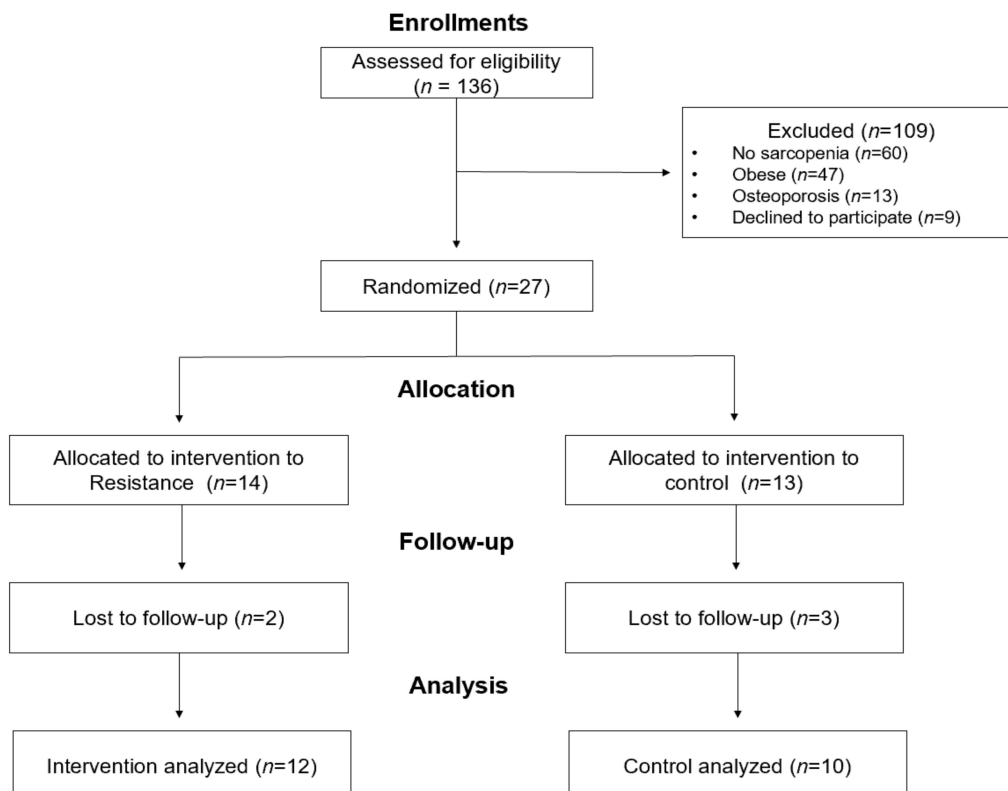 Enrollments
Assessed for eligibility
(n = 136)
Excluded (n=109)
• No sarcopenia (n=60)
• Obese (n=47)
• Osteoporosis (n=13)
• Declined to participate (n=9)
Randomized (n=27)
Allocation
Allocated to intervention to
Resistance (n=14)
Allocated to intervention to
control (n=13)
Follow-up
Lost to follow-up (n=2)
Lost to follow-up (n=3)
Analysis
Intervention analyzed (n=12)
Control analyzed (n=10)